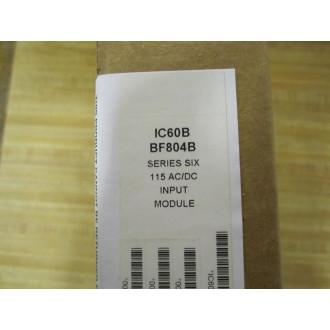 IC60B
BF804B
SERIES SIX
115 AC/DC
INPUT
MODULE